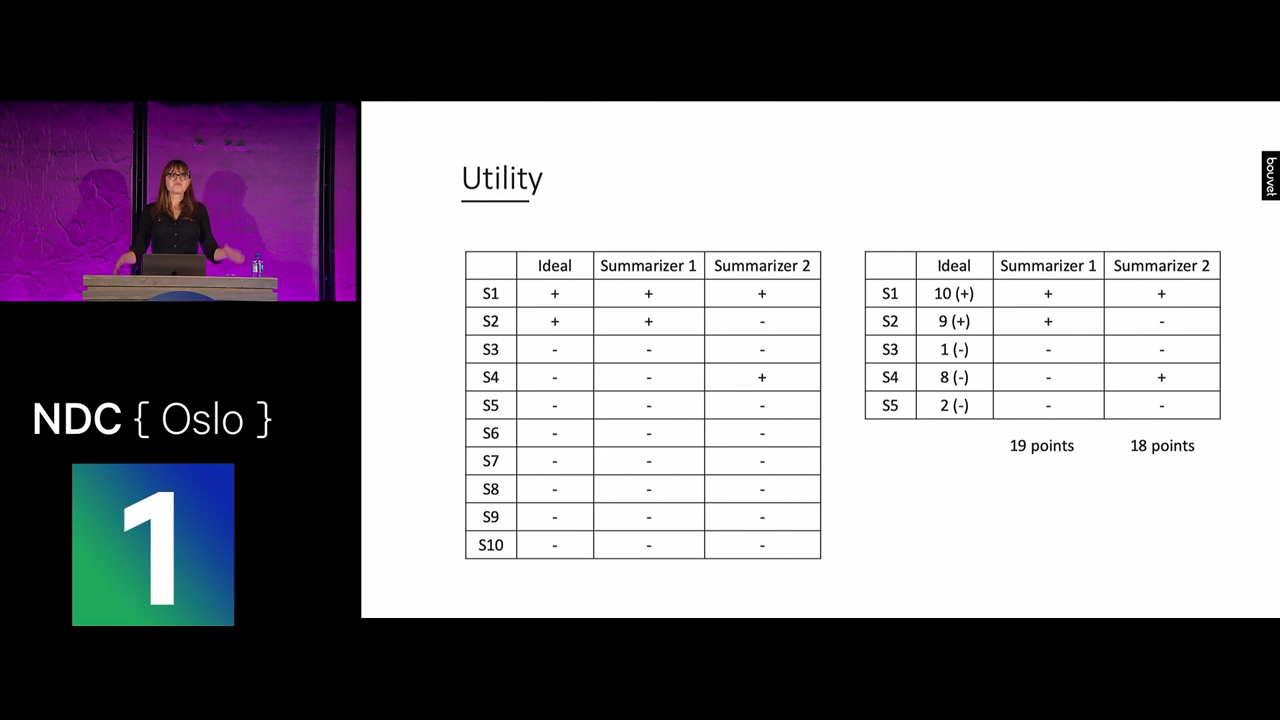 Utility
bouvet
Ideal Summarizer 1 Summarizer 2
S1 + + +
S2 + + -
S3 - - -
S4 - - +
S5 - - -
S6 - - -
S7 - - -
S8 - - -
S9 - - -
S10 - - -
Ideal Summarizer 1 Summarizer 2
S1 10 (+) + +
S2 9 (+) + -
S3 1 (-) - -
S4 8 (-) - +
S5 2 (-) - -
19 points 18 points
NDC { Oslo }
1